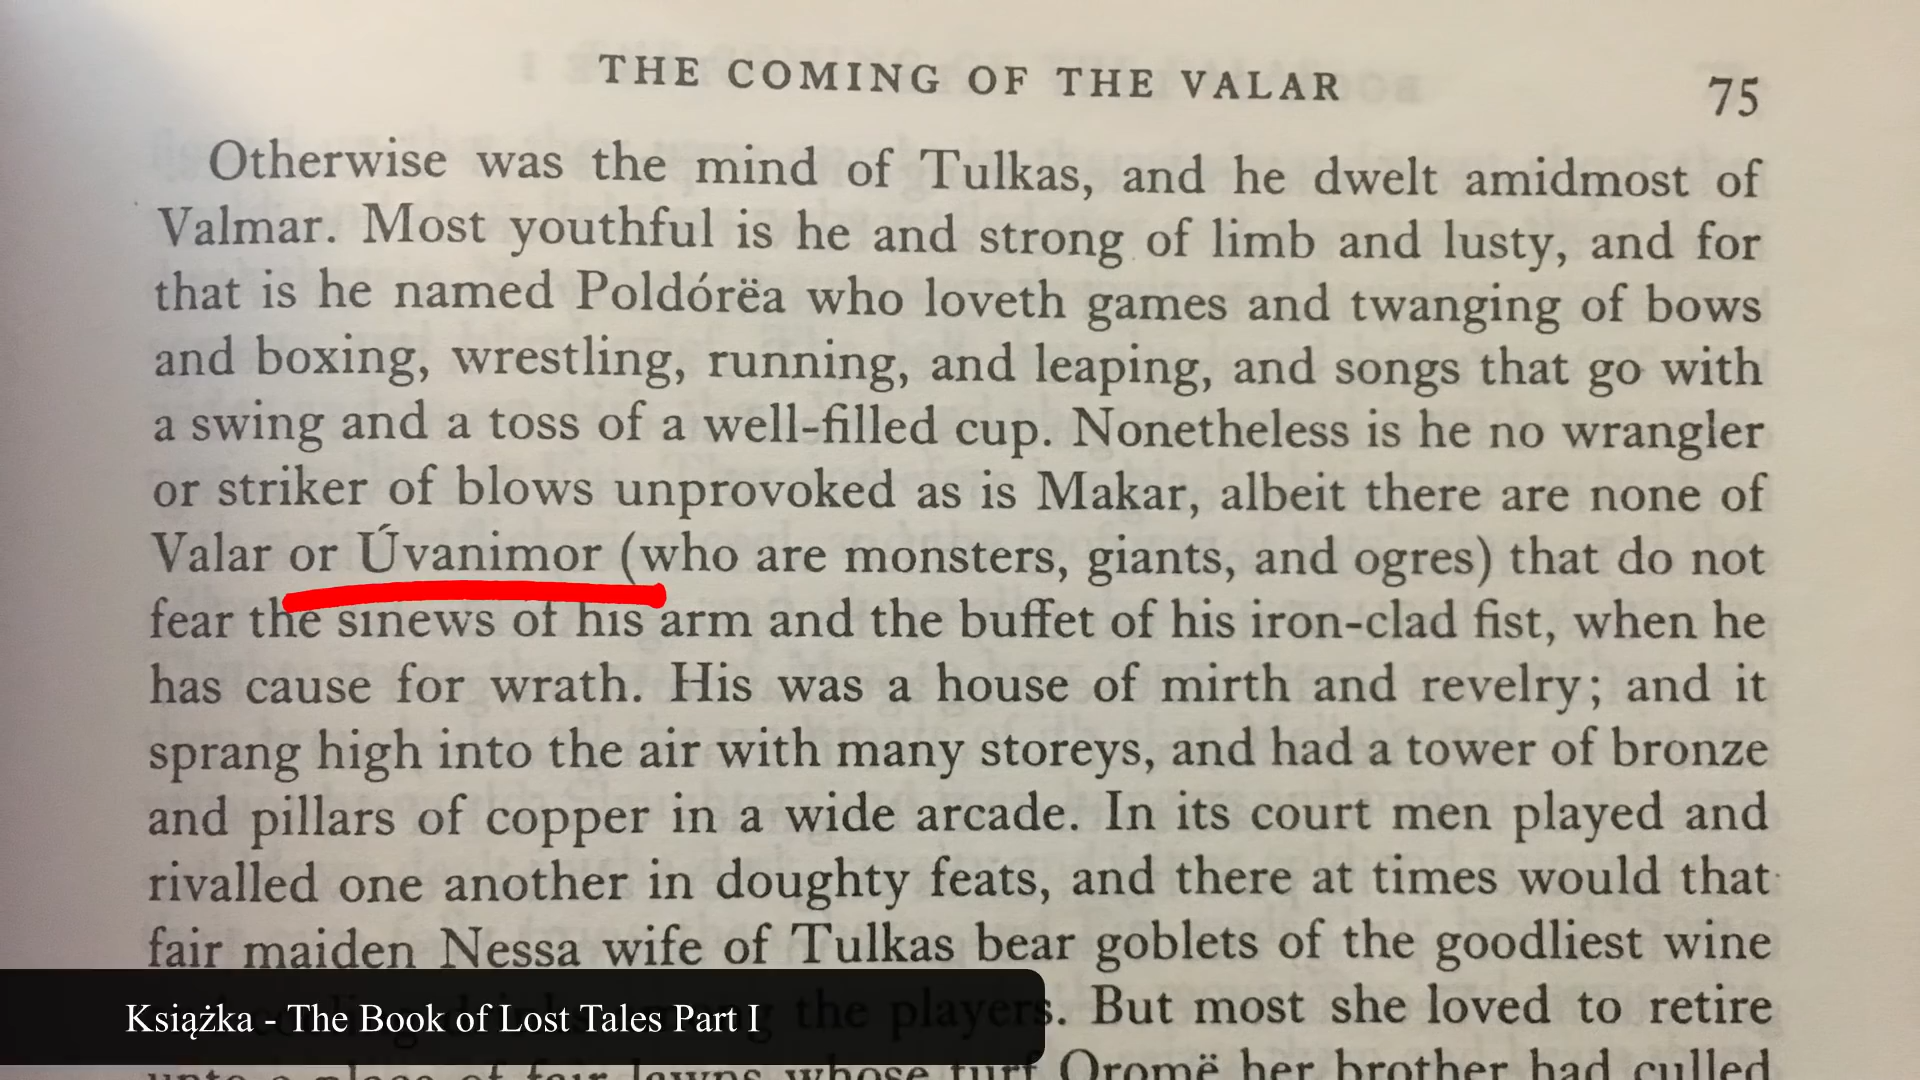 THE COMING OF THE VALAR 75
Otherwise was the mind of Tulkas, and he dwelt amidmost of
Valmar. Most youthful is he and strong of limb and lusty, and for
that is he named Poldórëa who loveth games and twanging of bows
and boxing, wrestling, running, and leaping, and songs that go with
a swing and a toss of a well-filled cup. Nonetheless is he no wrangler
or striker of blows unprovoked as is Makar, albeit there are none of
Valar or Úvanimor (who are monsters, giants, and ogres) that do not
fear the sinews of his arm and the buffet of his iron-clad fist, when he
has cause for wrath. His was a house of mirth and revelry; and it
sprang high into the air with many storeys, and had a tower of bronze
and pillars of copper in a wide arcade. In its court men played and
rivalled one another in doughty feats, and there at times would that
fair maiden Nessa wife of Tulkas bear goblets of the goodliest wine
the players. But most she loved to retire
unto a place of fair lawns whose turf Oromë her brother had culled
Książka - The Book of Lost Tales Part I